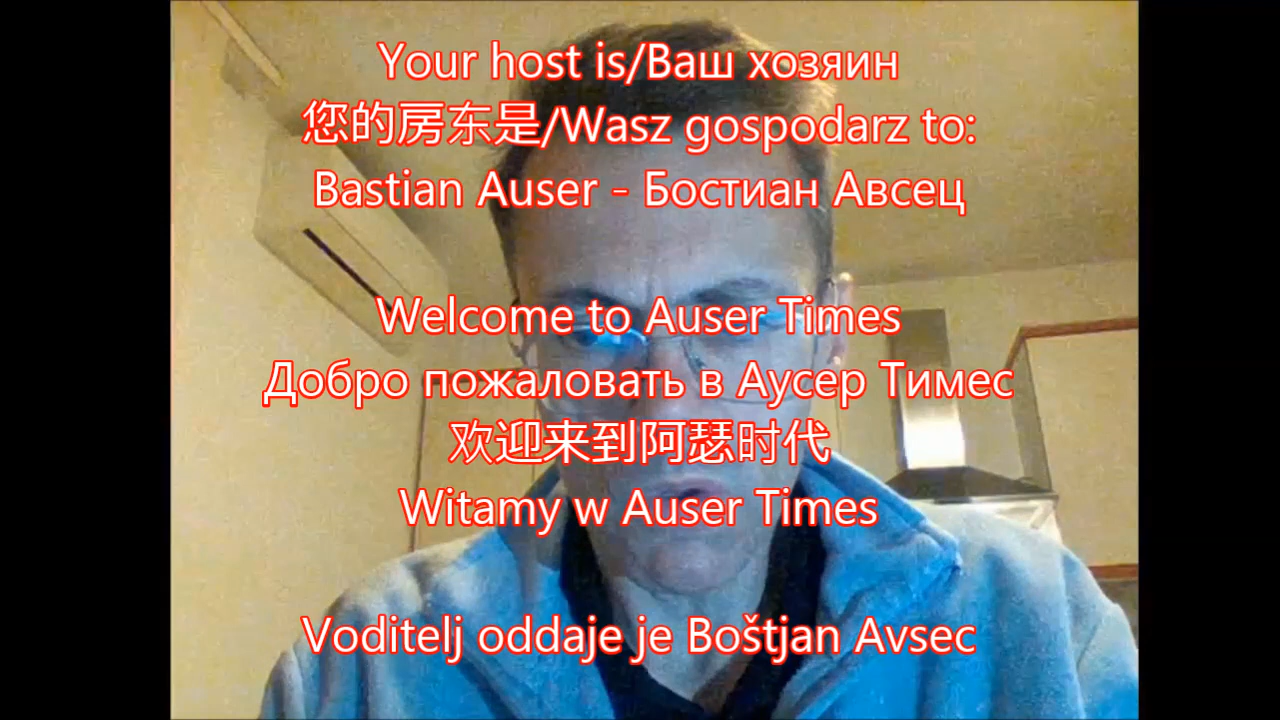 Your host is/Ваш хозяин
您的房东是/Wasz gospodarz to:
Bastian Auser - Бостиан Авсец
Welcome to Auser Times
Добро пожаловать в Аусер Тимес
欢迎来到阿瑟时代
Witamy w Auser Times
Voditelj oddaje je Boštjan Avsec